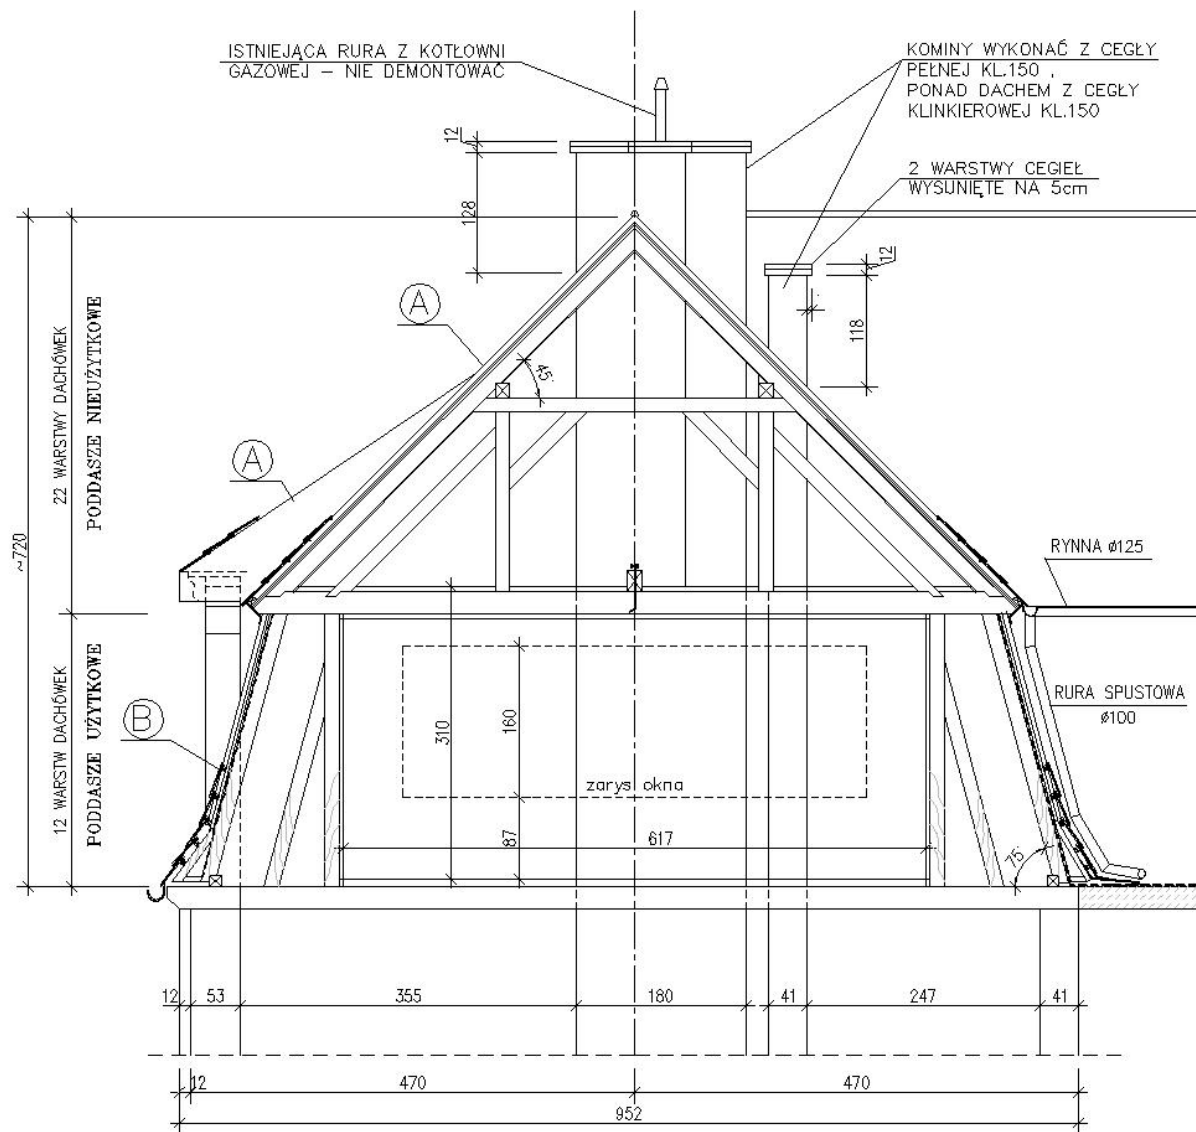 ISTNIEJĄCA RURA Z KOTŁOWNI
GAZOWEJ – NIE DEMONTOWAĆ
KOMINY WYKONAĆ Z CEGŁY
PEŁNEJ KL.150 ,
PONAD DACHEM Z CEGŁY
KLINKIEROWEJ KL.150
2 WARSTWY CEGIEŁ
WYSUNIĘTE NA 5cm
12
128
12
118
A
A
45°
22 WARSTWY DACHÓWEK
PODDASZE NIEUŻYTKOWE
~720
RYNNA ø125
12 WARSTW DACHÓWEK
PODDASZE UŻYTKOWE
B
RURA SPUSTOWA
ø100
310
160
zarys okna
87
617
75°
12
53
355
180
41
247
41
12
470
470
952